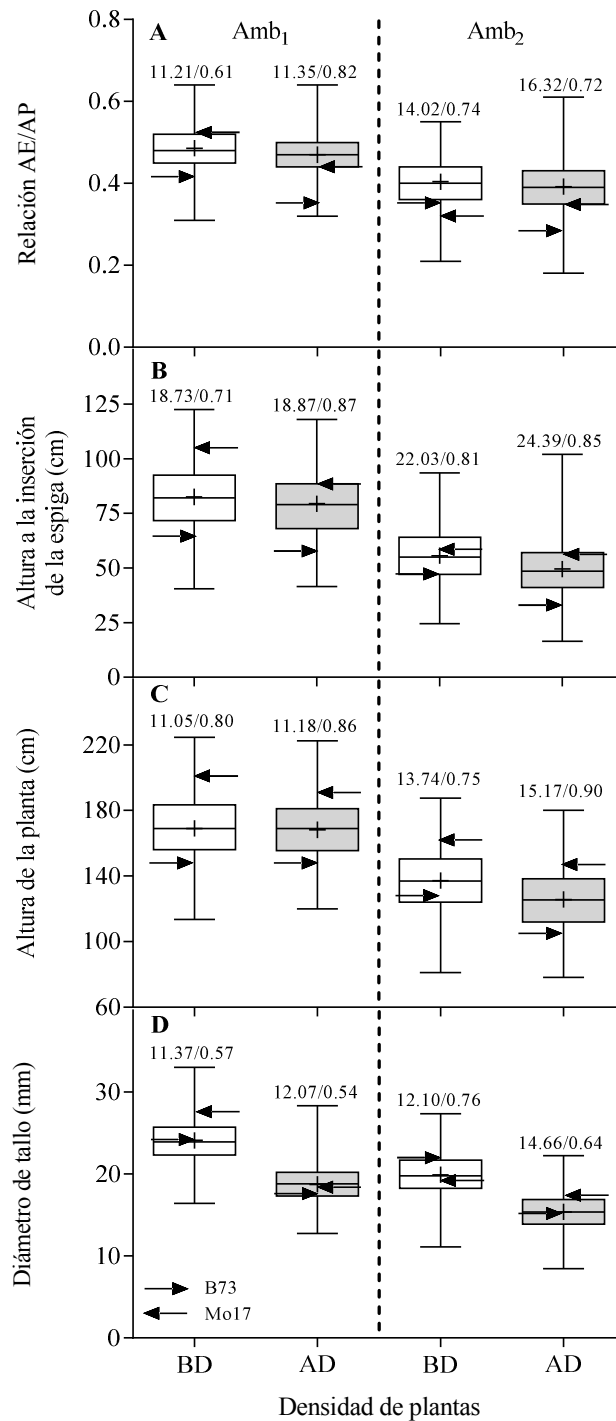 Amb1 Amb2
A
0.8
0.6
0.4
0.2
0.0
Relación AE/AP
11.21/0.61 11.35/0.82 14.02/0.74 16.32/0.72
B
125
100
75
50
25
0
Altura a la inserción
de la espiga (cm)
18.73/0.71 18.87/0.87 22.03/0.81 24.39/0.85
C
220
180
140
100
60
Altura de la planta (cm)
11.05/0.80 11.18/0.86 13.74/0.75 15.17/0.90
D
30
20
10
0
Diámetro de tallo (mm)
11.37/0.57 12.07/0.54 12.10/0.76 14.66/0.64
B73
Mo17
BD AD BD AD
Densidad de plantas